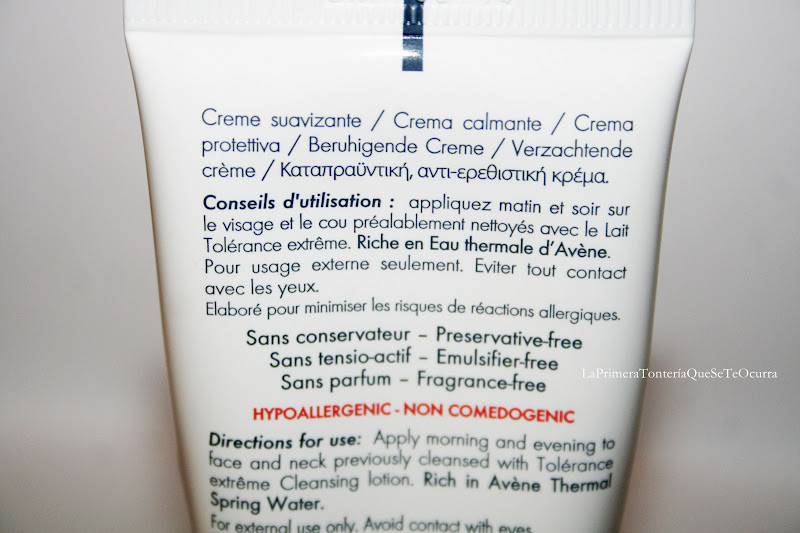 Creme suavizante / Crema calmante / Crema
protettiva / Beruhigende Creme / Verzachtende
crème / Καταπραϋντική, αντι-ερεθιστική κρέμα.
Conseils d'utilisation : appliquez matin et soir sur
le visage et le cou préalablement nettoyés avec le Lait
Tolérance extrême. Riche en Eau thermale d'Avène.
Pour usage externe seulement. Eviter tout contact
avec les yeux.
Elaboré pour minimiser les risques de réactions allergiques.
Sans conservateur – Preservative-free
Sans tensio-actif – Emulsifier-free
Sans parfum – Fragrance-free
LaPrimeraTonteríaQueSeTeOcurra
HYPOALLERGENIC - NON COMEDOGENIC
Directions for use: Apply morning and evening to
face and neck previously cleansed with Tolérance
extrême Cleansing lotion. Rich in Avène Thermal
Spring Water.
For external use only. Avoid contact with eyes.